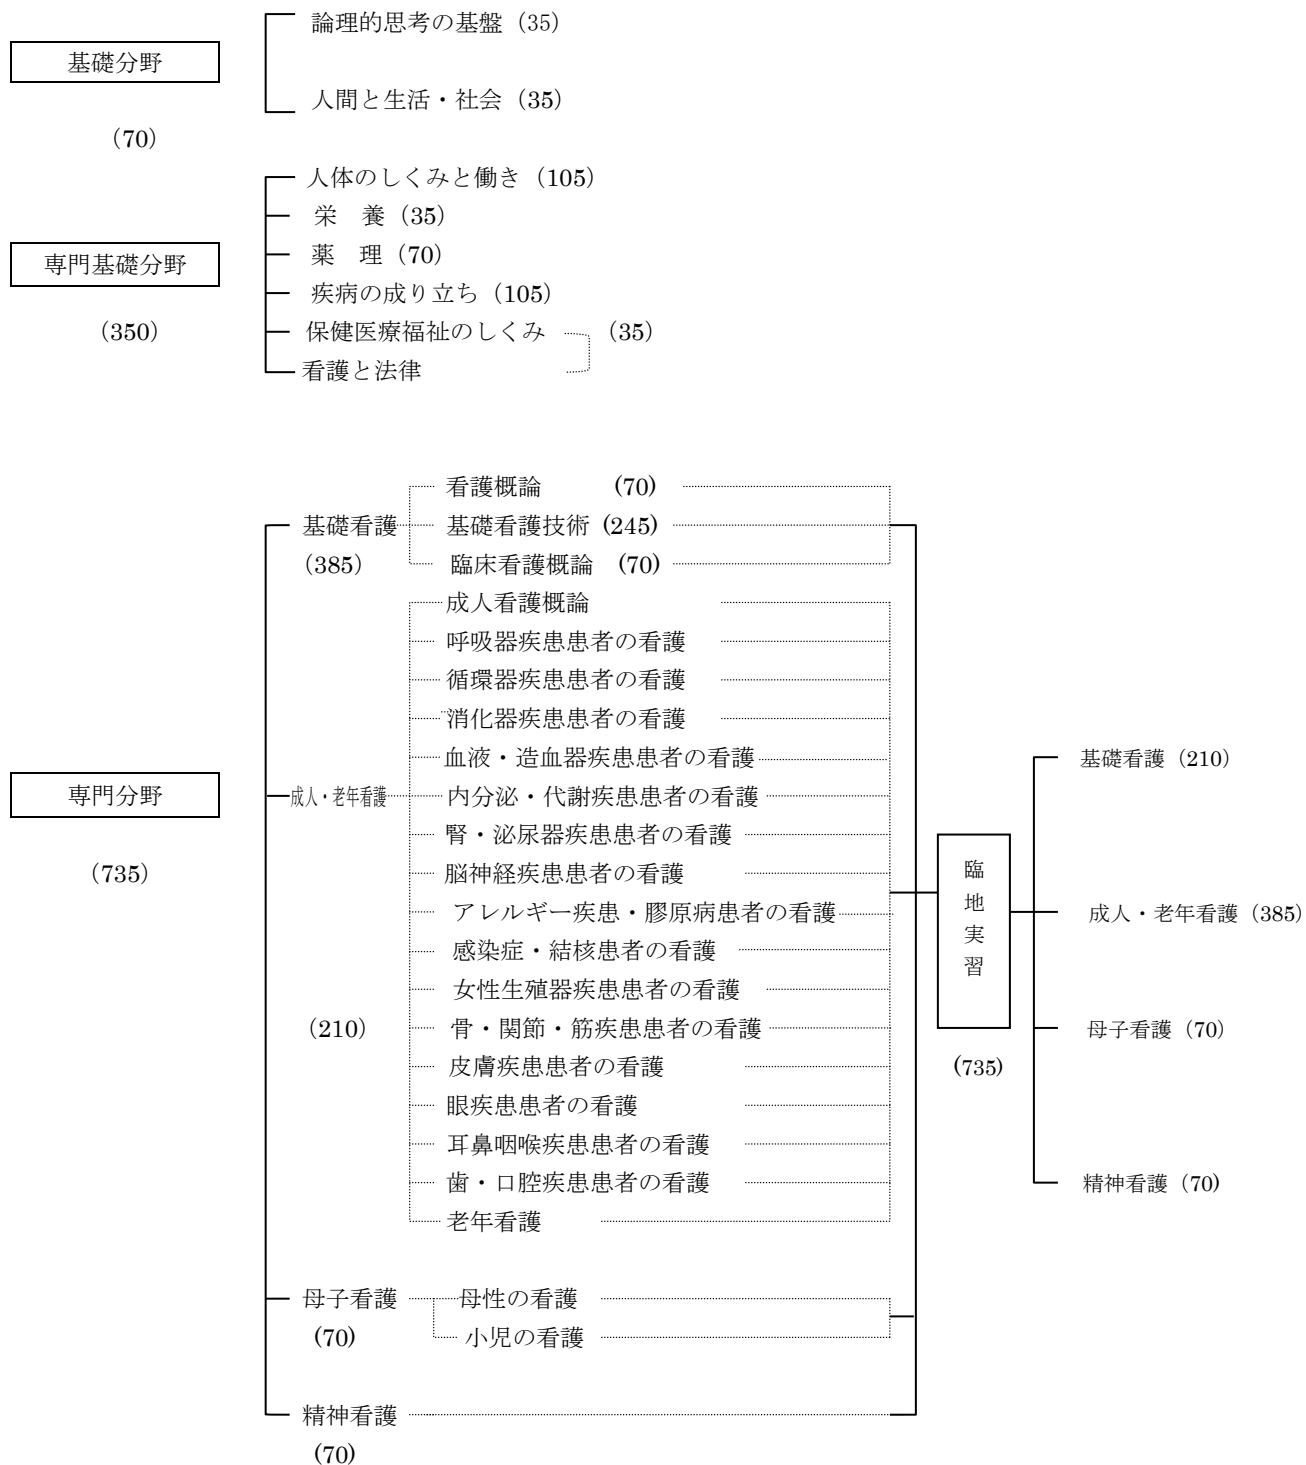 論理的思考の基盤（35）
基礎分野
人間と生活・社会（35）
（70）
人体のしくみと働き（105）
栄　養（35）
専門基礎分野
薬　理（70）
疾病の成り立ち（105）
（350）
保健医療福祉のしくみ （35）
看護と法律
看護概論 (70)
基礎看護 基礎看護技術 (245)
（385） 臨床看護概論 (70)
成人看護概論
呼吸器疾患患者の看護
循環器疾患患者の看護
消化器疾患患者の看護
血液・造血器疾患患者の看護 基礎看護（210）
専門分野 成人・老年看護 内分泌・代謝疾患患者の看護
腎・泌尿器疾患患者の看護
（735） 脳神経疾患患者の看護 臨地実習
アレルギー疾患・膠原病患者の看護 成人・老年看護（385）
感染症・結核患者の看護
女性生殖器疾患患者の看護
（210） 骨・関節・筋疾患患者の看護 母子看護（70）
皮膚疾患患者の看護 (735)
眼疾患患者の看護
耳鼻咽喉疾患患者の看護
歯・口腔疾患患者の看護 精神看護（70）
老年看護
母子看護 母性の看護
(70) 小児の看護
精神看護
(70)